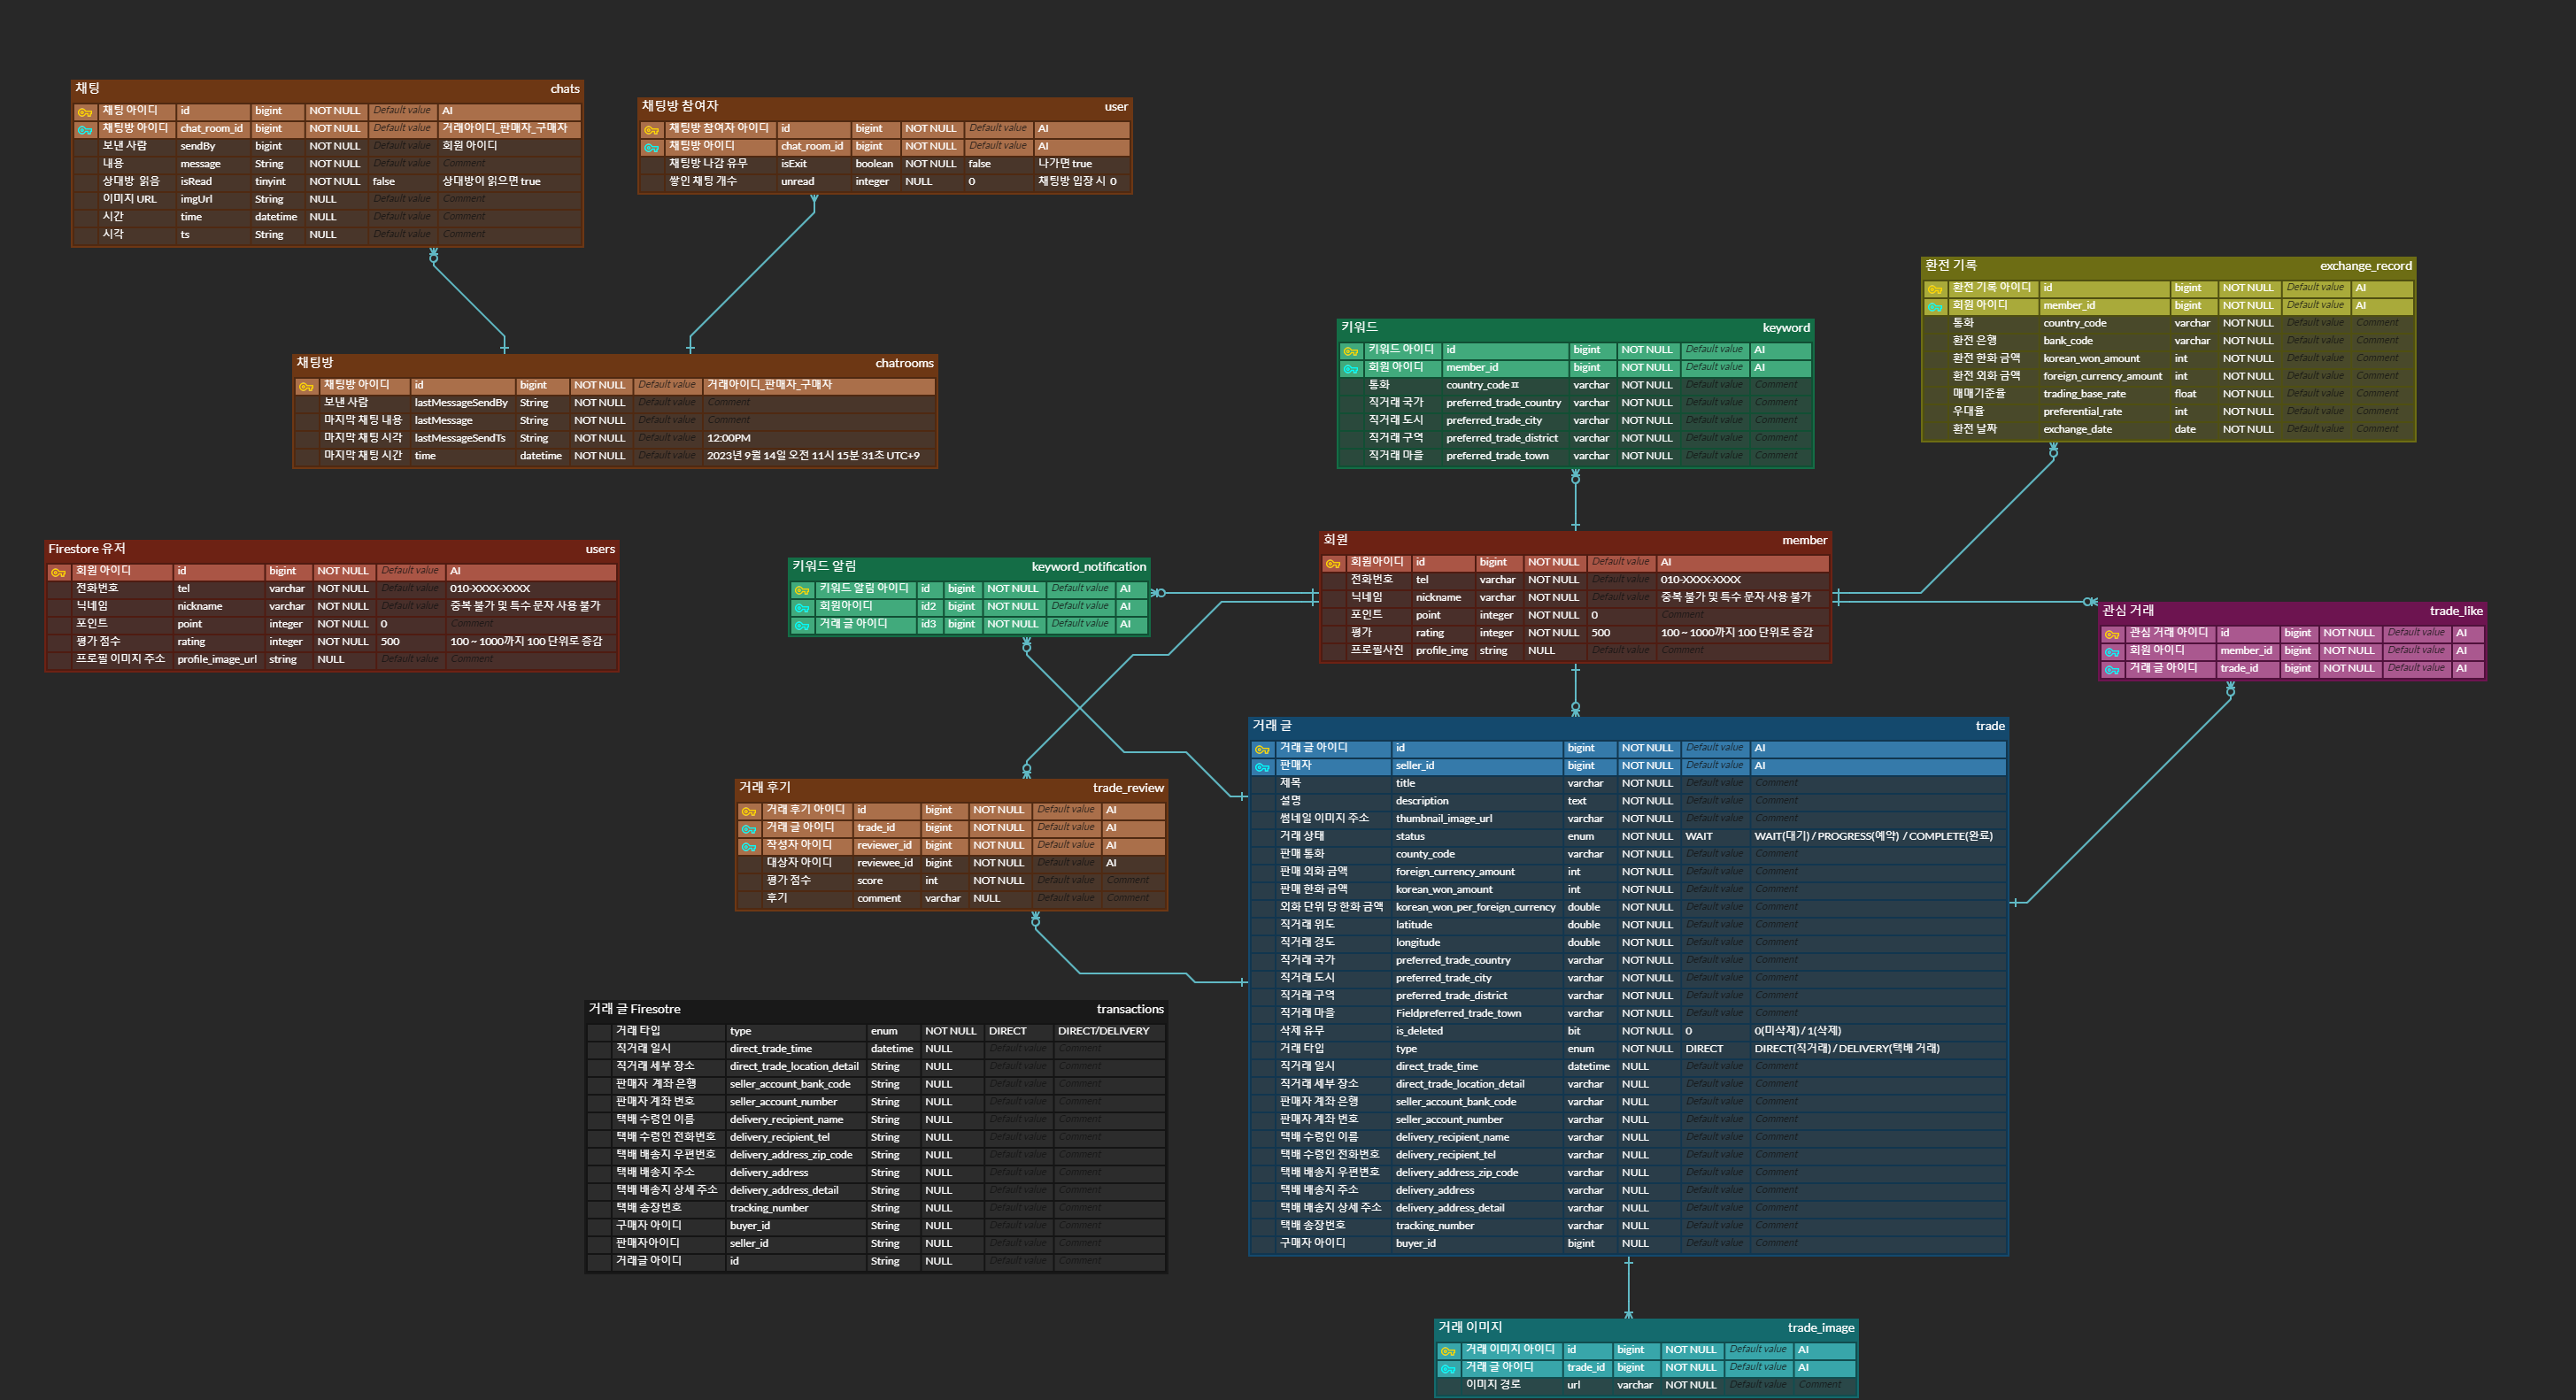 채팅 chats
채팅 아이디 id bigint NOT NULL Default value AI
채팅방 아이디 chat_room_id bigint NOT NULL Default value 거래아이디_판매자_구매자
보낸 사람 sendBy bigint NOT NULL Default value 회원 아이디
내용 message String NOT NULL Default value Comment
상대방 읽음 isRead tinyint NOT NULL false 상대방이 읽으면 true
이미지 URL imgUrl String NULL Default value Comment
시간 time datetime NULL Default value Comment
시각 ts String NULL Default value Comment
채팅방 참여자 user
채팅방 참여자 아이디 id bigint NOT NULL Default value AI
채팅방 아이디 chat_room_id bigint NOT NULL Default value AI
채팅방 나감 유무 isExit boolean NOT NULL false 나가면 true
쌓인 채팅 개수 unread integer NULL 0 채팅방 입장 시 0
채팅방 chatrooms
채팅방 아이디 id bigint NOT NULL Default value 거래아이디_판매자_구매자
보낸 사람 lastMessageSendBy String NOT NULL Default value Comment
마지막 채팅 내용 lastMessage String NOT NULL Default value Comment
마지막 채팅 시각 lastMessageSendTs String NOT NULL Default value 12:00PM
마지막 채팅 시간 time datetime NOT NULL Default value 2023년 9월 14일 오전 11시 15분 31초 UTC+9
키워드 keyword
키워드 아이디 id bigint NOT NULL Default value AI
회원 아이디 member_id bigint NOT NULL Default value AI
통화 country_codeㅍ varchar NOT NULL Default value Comment
직거래 국가 preferred_trade_country varchar NOT NULL Default value Comment
직거래 도시 preferred_trade_city varchar NOT NULL Default value Comment
직거래 구역 preferred_trade_district varchar NOT NULL Default value Comment
직거래 마을 preferred_trade_town varchar NOT NULL Default value Comment
환전 기록 exchange_record
환전 기록 아이디 id bigint NOT NULL Default value AI
회원 아이디 member_id bigint NOT NULL Default value AI
통화 country_code varchar NOT NULL Default value Comment
환전 은행 bank_code varchar NOT NULL Default value Comment
환전 한화 금액 korean_won_amount int NOT NULL Default value Comment
환전 외화 금액 foreign_currency_amount int NOT NULL Default value Comment
매매기준율 trading_base_rate float NOT NULL Default value Comment
우대율 preferential_rate int NOT NULL Default value Comment
환전 날짜 exchange_date date NOT NULL Default value Comment
Firestore 유저 users
회원 아이디 id bigint NOT NULL Default value AI
전화번호 tel varchar NOT NULL Default value 010-XXXX-XXXX
닉네임 nickname varchar NOT NULL Default value 중복 불가 및 특수 문자 사용 불가
포인트 point integer NOT NULL 0 Comment
평가 점수 rating integer NOT NULL 500 100 ~ 1000까지 100 단위로 증감
프로필 이미지 주소 profile_image_url string NULL Default value Comment
키워드 알림 keyword_notification
키워드 알림 아이디 id bigint NOT NULL Default value AI
회원아이디 id2 bigint NOT NULL Default value AI
거래 글 아이디 id3 bigint NOT NULL Default value AI
회원 member
회원아이디 id bigint NOT NULL Default value AI
전화번호 tel varchar NOT NULL Default value 010-XXXX-XXXX
닉네임 nickname varchar NOT NULL Default value 중복 불가 및 특수 문자 사용 불가
포인트 point integer NOT NULL 0 Comment
평가 rating integer NOT NULL 500 100 ~ 1000까지 100 단위로 증감
프로필사진 profile_img string NULL Default value Comment
관심 거래 trade_like
관심 거래 아이디 id bigint NOT NULL Default value AI
회원 아이디 member_id bigint NOT NULL Default value AI
거래 글 아이디 trade_id bigint NOT NULL Default value AI
거래 후기 trade_review
거래 후기 아이디 id bigint NOT NULL Default value AI
거래 글 아이디 trade_id bigint NOT NULL Default value AI
작성자 아이디 reviewer_id bigint NOT NULL Default value AI
대상자 아이디 reviewee_id bigint NOT NULL Default value AI
평가 점수 score int NOT NULL Default value Comment
후기 comment varchar NULL Default value Comment
거래 글 trade
거래 글 아이디 id bigint NOT NULL Default value AI
판매자 seller_id bigint NOT NULL Default value AI
제목 title varchar NOT NULL Default value Comment
설명 description text NOT NULL Default value Comment
썸네일 이미지 주소 thumbnail_image_url varchar NOT NULL Default value Comment
거래 상태 status enum NOT NULL WAIT WAIT(대기) / PROGRESS(예약) / COMPLETE(완료)
판매 통화 county_code varchar NOT NULL Default value Comment
판매 외화 금액 foreign_currency_amount int NOT NULL Default value Comment
판매 한화 금액 korean_won_amount int NOT NULL Default value Comment
외화 단위 당 한화 금액 korean_won_per_foreign_currency double NOT NULL Default value Comment
직거래 위도 latitude double NOT NULL Default value Comment
직거래 경도 longitude double NOT NULL Default value Comment
직거래 국가 preferred_trade_country varchar NOT NULL Default value Comment
직거래 도시 preferred_trade_city varchar NOT NULL Default value Comment
직거래 구역 preferred_trade_district varchar NOT NULL Default value Comment
직거래 마을 Fieldpreferred_trade_town varchar NOT NULL Default value Comment
삭제 유무 is_deleted bit NOT NULL 0 0(미삭제) / 1(삭제)
거래 타입 type enum NOT NULL DIRECT DIRECT(직거래) / DELIVERY(택배 거래)
직거래 일시 direct_trade_time datetime NULL Default value Comment
직거래 세부 장소 direct_trade_location_detail varchar NULL Default value Comment
판매자 계좌 은행 seller_account_bank_code varchar NULL Default value Comment
판매자 계좌 번호 seller_account_number varchar NULL Default value Comment
택배 수령인 이름 delivery_recipient_name varchar NULL Default value Comment
택배 수령인 전화번호 delivery_recipient_tel varchar NULL Default value Comment
택배 배송지 우편변호 delivery_address_zip_code varchar NULL Default value Comment
택배 배송지 주소 delivery_address varchar NULL Default value Comment
택배 배송지 상세 주소 delivery_address_detail varchar NULL Default value Comment
택배 송장번호 tracking_number varchar NULL Default value Comment
구매자 아이디 buyer_id bigint NULL Default value Comment
거래 글 Firesotre transactions
거래 타입 type enum NOT NULL DIRECT DIRECT/DELIVERY
직거래 일시 direct_trade_time datetime NULL Default value Comment
직거래 세부 장소 direct_trade_location_detail String NULL Default value Comment
판매자 계좌 은행 seller_account_bank_code String NULL Default value Comment
판매자 계좌 번호 seller_account_number String NULL Default value Comment
택배 수령인 이름 delivery_recipient_name String NULL Default value Comment
택배 수령인 전화번호 delivery_recipient_tel String NULL Default value Comment
택배 배송지 우편번호 delivery_address_zip_code String NULL Default value Comment
택배 배송지 주소 delivery_address String NULL Default value Comment
택배 배송지 상세 주소 delivery_address_detail String NULL Default value Comment
택배 송장번호 tracking_number String NULL Default value Comment
구매자 아이디 buyer_id String NULL Default value Comment
판매자아이디 seller_id String NULL Default value Comment
거래글 아이디 id String NULL Default value Comment
거래 이미지 trade_image
거래 이미지 아이디 id bigint NOT NULL Default value AI
거래 글 아이디 trade_id bigint NOT NULL Default value AI
이미지 경로 url varchar NOT NULL Default value Comment